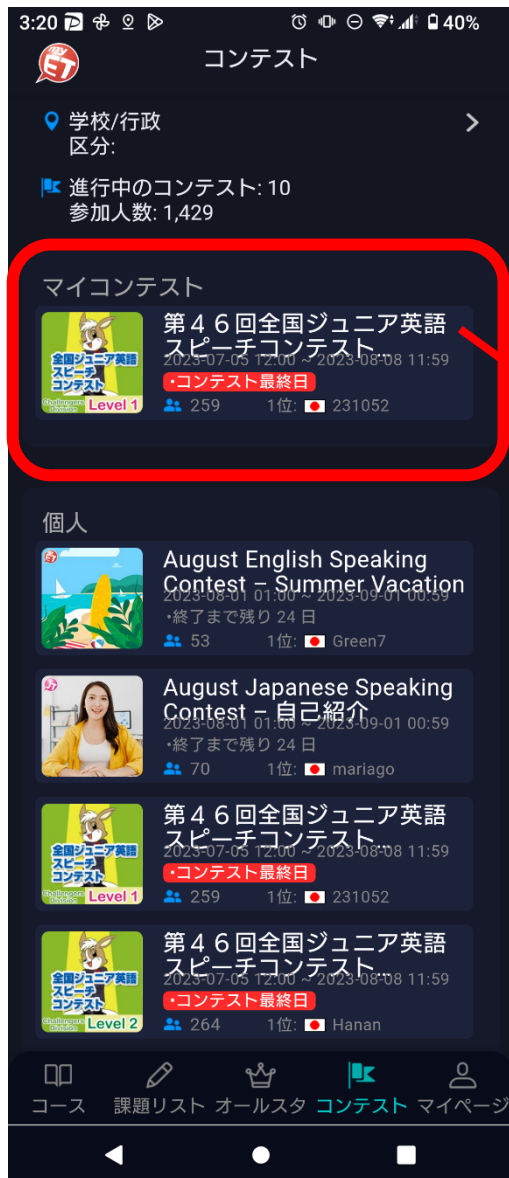 3:20
40%
my
ET
コンテスト
学校/行政
区分:
進行中のコンテスト: 10
参加人数: 1,429
マイコンテスト
全国ジュニア英語
スピーチ
コンテスト
Challengers
Division
Level 1
第４６回全国ジュニア英語
スピーチコンテスト...
2023-07-05 12:00 ~ 2023-08-08 11:59
・コンテスト最終日
259
1位:
231052
個人
August English Speaking
Contest – Summer Vacation
2023-08-01 01:00 ~ 2023-09-01 00:59
・終了まで残り 24 日
53
1位:
Green7
August Japanese Speaking
Contest – 自己紹介
2023-08-01 01:00 ~ 2023-09-01 00:59
・終了まで残り 24 日
70
1位:
mariago
全国ジュニア英語
スピーチ
コンテスト
Challengers
Division
Level 1
第４６回全国ジュニア英語
スピーチコンテスト...
2023-07-05 12:00 ~ 2023-08-08 11:59
・コンテスト最終日
259
1位:
231052
全国ジュニア英語
スピーチ
コンテスト
Challengers
Division
Level 2
第４６回全国ジュニア英語
スピーチコンテスト...
2023-07-05 12:00 ~ 2023-08-08 11:59
・コンテスト最終日
264
1位:
Hanan
コース
課題リスト
オールスタ
コンテスト
マイページ